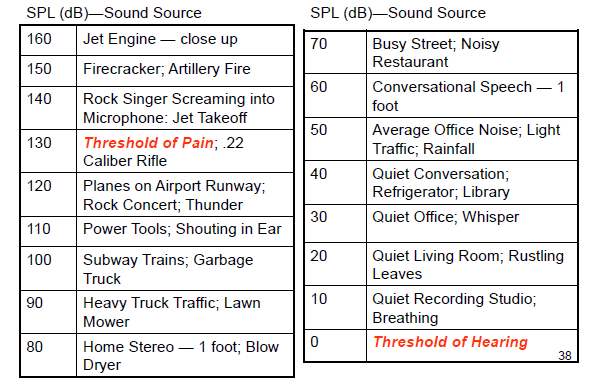 SPL (dB)—Sound Source
160 Jet Engine — close up
150 Firecracker; Artillery Fire
140 Rock Singer Screaming into
Microphone: Jet Takeoff
130 Threshold of Pain; .22
Caliber Rifle
120 Planes on Airport Runway;
Rock Concert; Thunder
110 Power Tools; Shouting in Ear
100 Subway Trains; Garbage
Truck
90 Heavy Truck Traffic; Lawn
Mower
80 Home Stereo — 1 foot; Blow
Dryer
SPL (dB)—Sound Source
70 Busy Street; Noisy
Restaurant
60 Conversational Speech — 1
foot
50 Average Office Noise; Light
Traffic; Rainfall
40 Quiet Conversation;
Refrigerator; Library
30 Quiet Office; Whisper
20 Quiet Living Room; Rustling
Leaves
10 Quiet Recording Studio;
Breathing
0 Threshold of Hearing
38